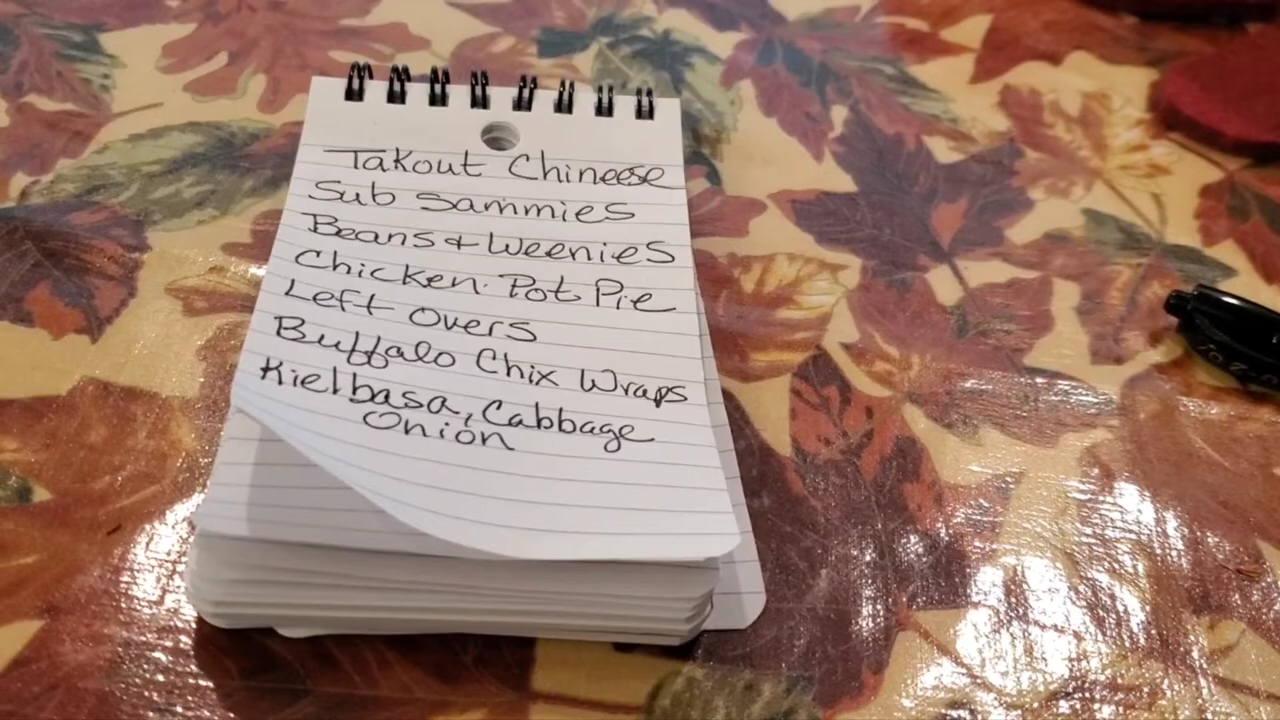 Takout Chineese
Sub Sammies
Beans & Weenies
Chicken Pot Pie
Left Overs
Buffalo Chix Wraps
Kielbasa, Cabbage
Onion